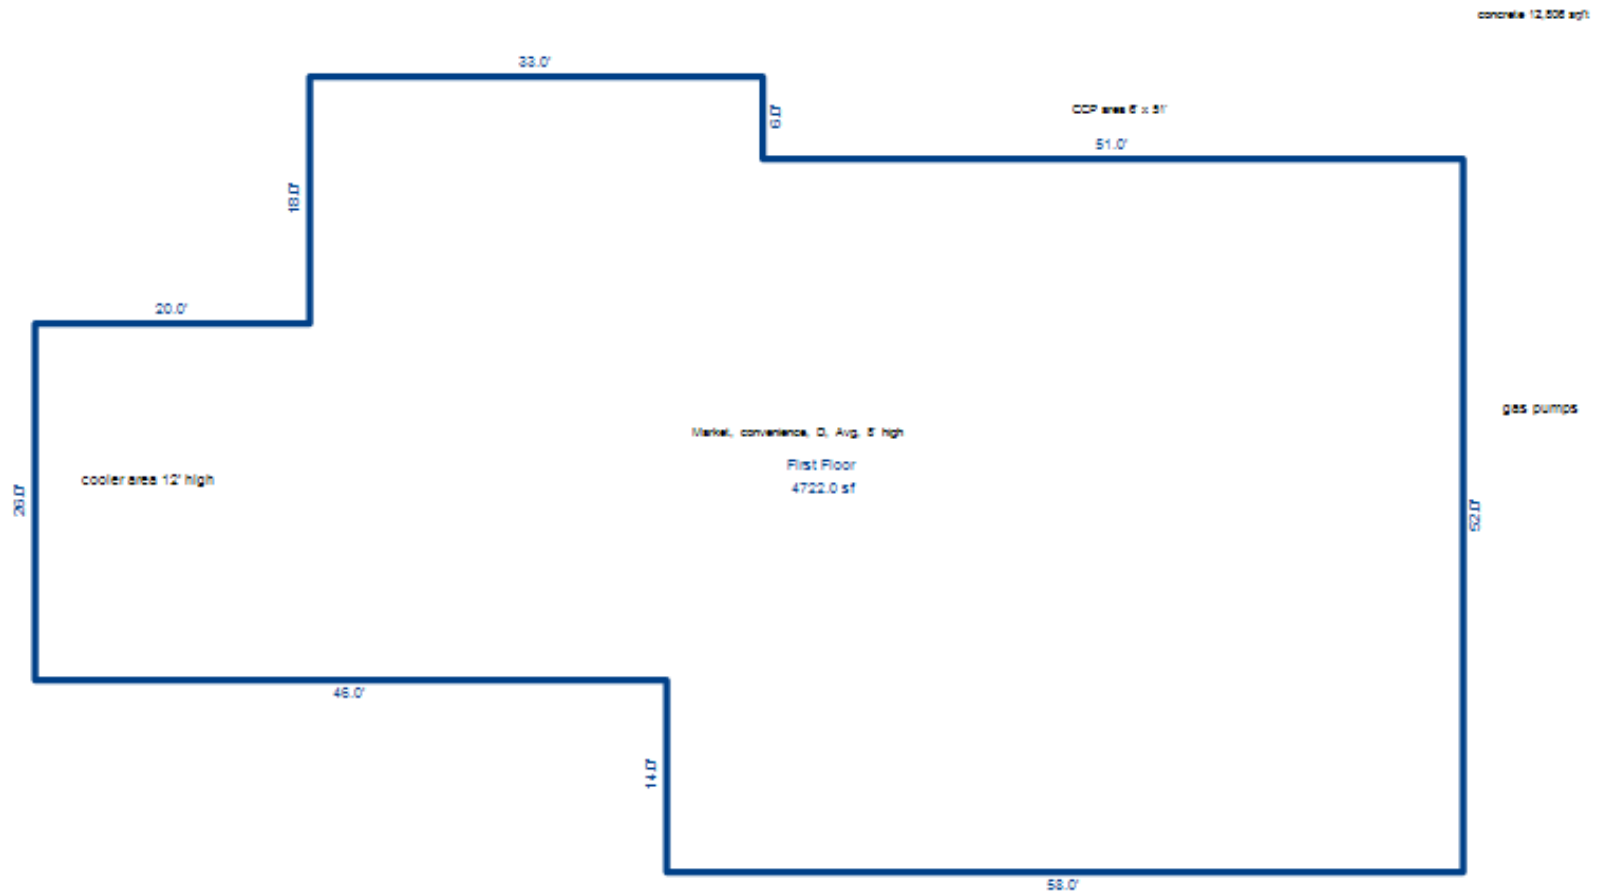 concrete 12,808 sqft
33.0'
6.0'
CCP area 6' x 51'
51.0'
18.0'
20.0'
gas pumps
Market, convenience, D, Avg. 8' high
First Floor
4722.0 sf
cooler area 12' high
26.0'
52.0'
46.0'
14.0'
58.0'